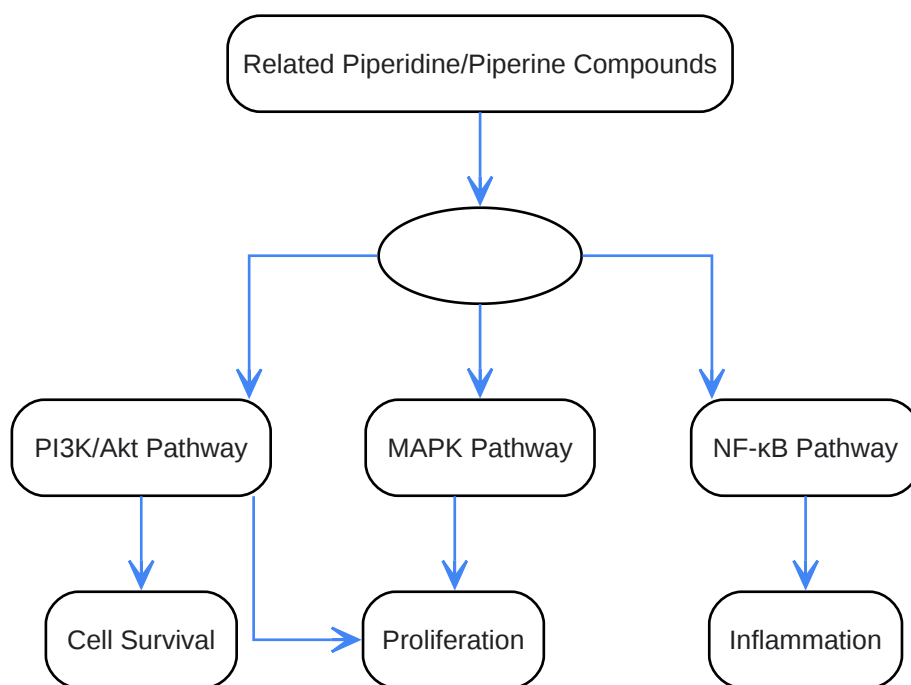 Related Piperidine/Piperine Compounds
PI3K/Akt Pathway
MAPK Pathway
NF-κB Pathway
Cell Survival
Proliferation
Inflammation